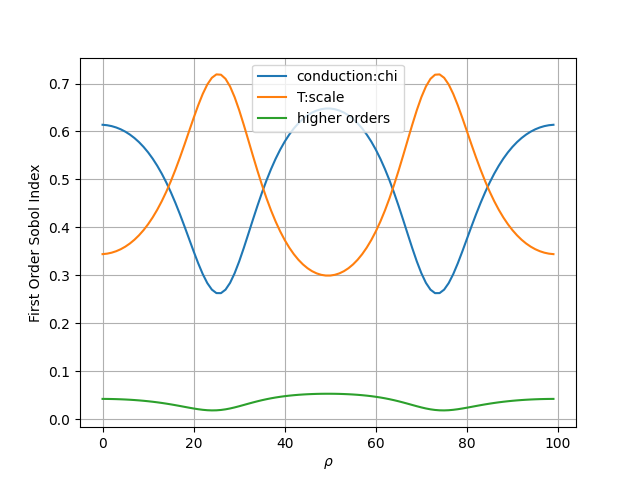 conduction:chi
T:scale
higher orders
First Order Sobol Index
0.7
0.6
0.5
0.4
0.3
0.2
0.1
0.0
0 20 40 60 80 100
ρ